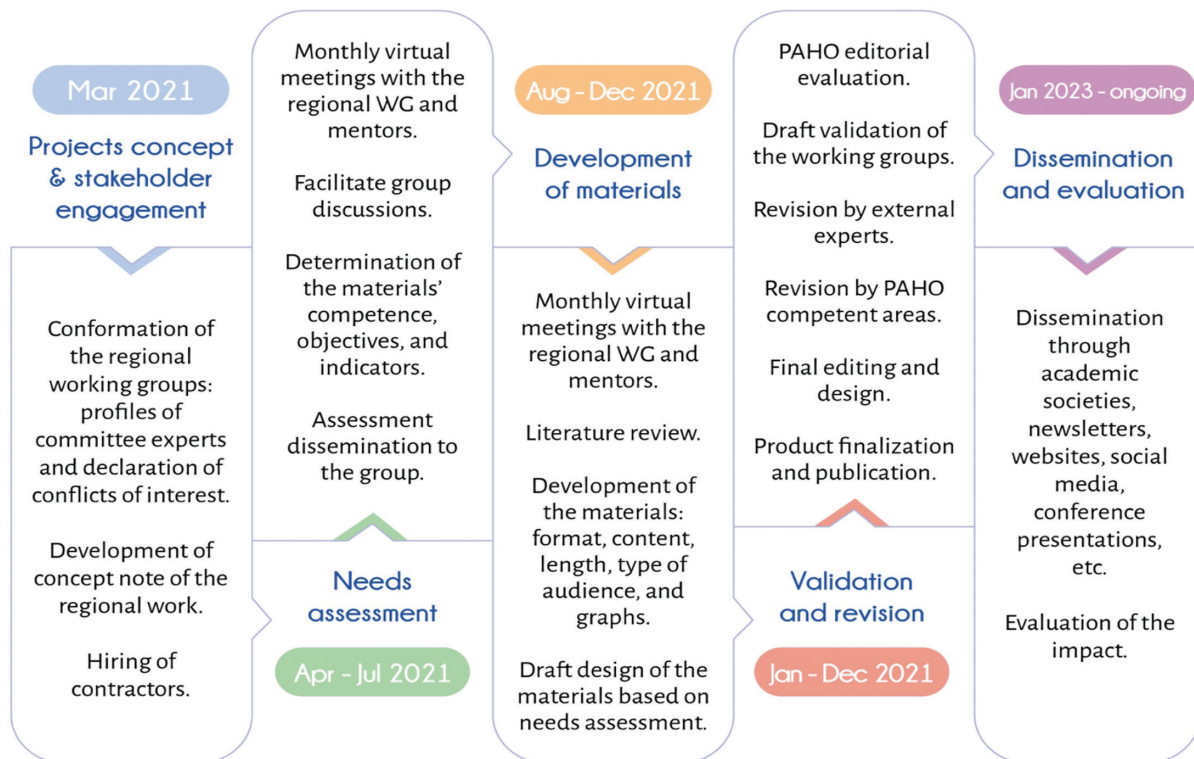 Mar 2021
Projects concept
& stakeholder
engagement
Conformation of
the regional
working groups:
profiles of
committee experts
and declaration of
conflicts of interest.
Development of
concept note of the
regional work.
Hiring of
contractors.
Monthly virtual
meetings with the
regional WG and
mentors.
Facilitate group
discussions.
Determination of
the materials’
competence,
objectives, and
indicators.
Assessment
dissemination to
the group.
Needs
assessment
Apr - Jul 2021
Aug - Dec 2021
Development
of materials
Monthly virtual
meetings with the
regional WG and
mentors.
Literature review.
Development of
the materials:
format, content,
length, type of
audience, and
graphs.
Draft design of the
materials based on
needs assessment.
PAHO editorial
evaluation.
Draft validation of
the working groups.
Revision by external
experts.
Revision by PAHO
competent areas.
Final editing and
design.
Product finalization
and publication.
Validation
and revision
Jan - Dec 2021
Jan 2023 - ongoing
Dissemination
and evaluation
Dissemination
through
academic
societies,
newsletters,
websites, social
media,
conference
presentations,
etc.
Evaluation of the
impact.